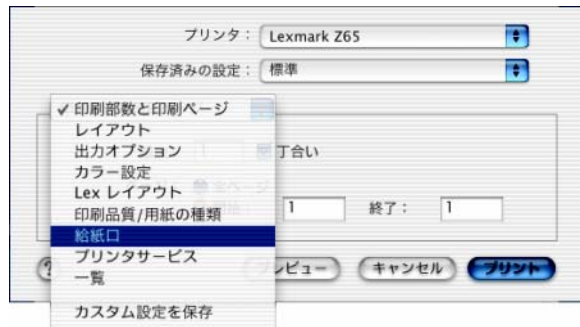 プリンタ： Lexmark Z65
保存済みの設定： 標準
✓ 印刷部数と印刷ページ
レイアウト
出力オプション
丁合い
カラー設定
Lex レイアウト
全ページ
印刷品質/用紙の種類
1 終了： 1
給紙口
プリンタサービス
一覧
カスタム設定を保存
? プレビュー キャンセル プリント